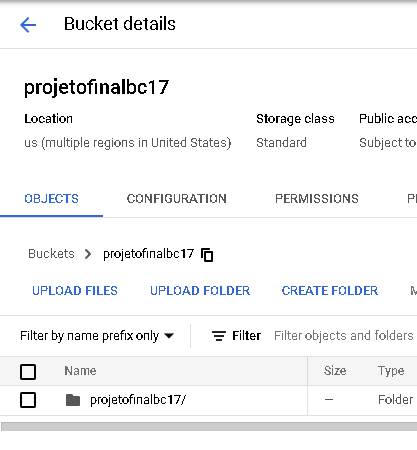 Bucket details
projetofinalbc17
Location Storage class Public acc
us (multiple regions in United States) Standard Subject to
OBJECTS CONFIGURATION PERMISSIONS P
Buckets > projetofinalbc17
UPLOAD FILES UPLOAD FOLDER CREATE FOLDER M
Filter by name prefix only Filter Filter objects and folders
Name Size Type
projetofinalbc17/ — Folder